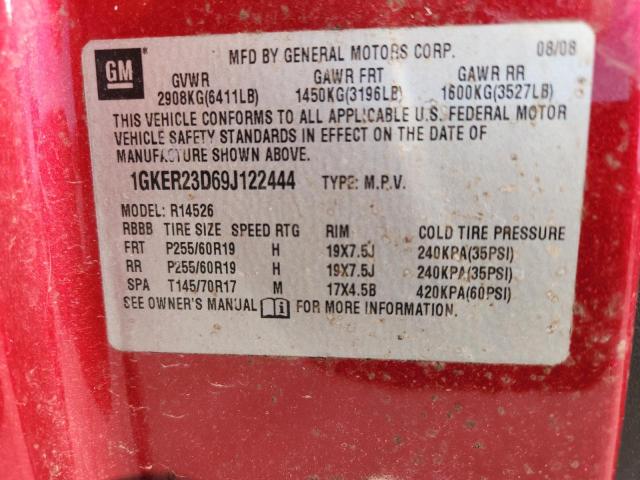 GM
MFD BY GENERAL MOTORS CORP. 08/08
GVWR GAWR FRT GAWR RR
2908KG(6411LB) 1450KG(3196LB) 1600KG(3527LB)
THIS VEHICLE CONFORMS TO ALL APPLICABLE U.S. FEDERAL MOTOR
VEHICLE SAFETY STANDARDS IN EFFECT ON THE DATE OF
MANUFACTURE SHOWN ABOVE.
1GKER23D69J122444 TYPE: M.P.V.
MODEL: R14526
RBBB TIRE SIZE SPEED RTG RIM COLD TIRE PRESSURE
FRT P255/60R19 H 19X7.5J 240KPA(35PSI)
RR P255/60R19 H 19X7.5J 240KPA(35PSI)
SPA T145/70R17 M 17X4.5B 420KPA(60PSI)
SEE OWNER'S MANUAL i FOR MORE INFORMATION.